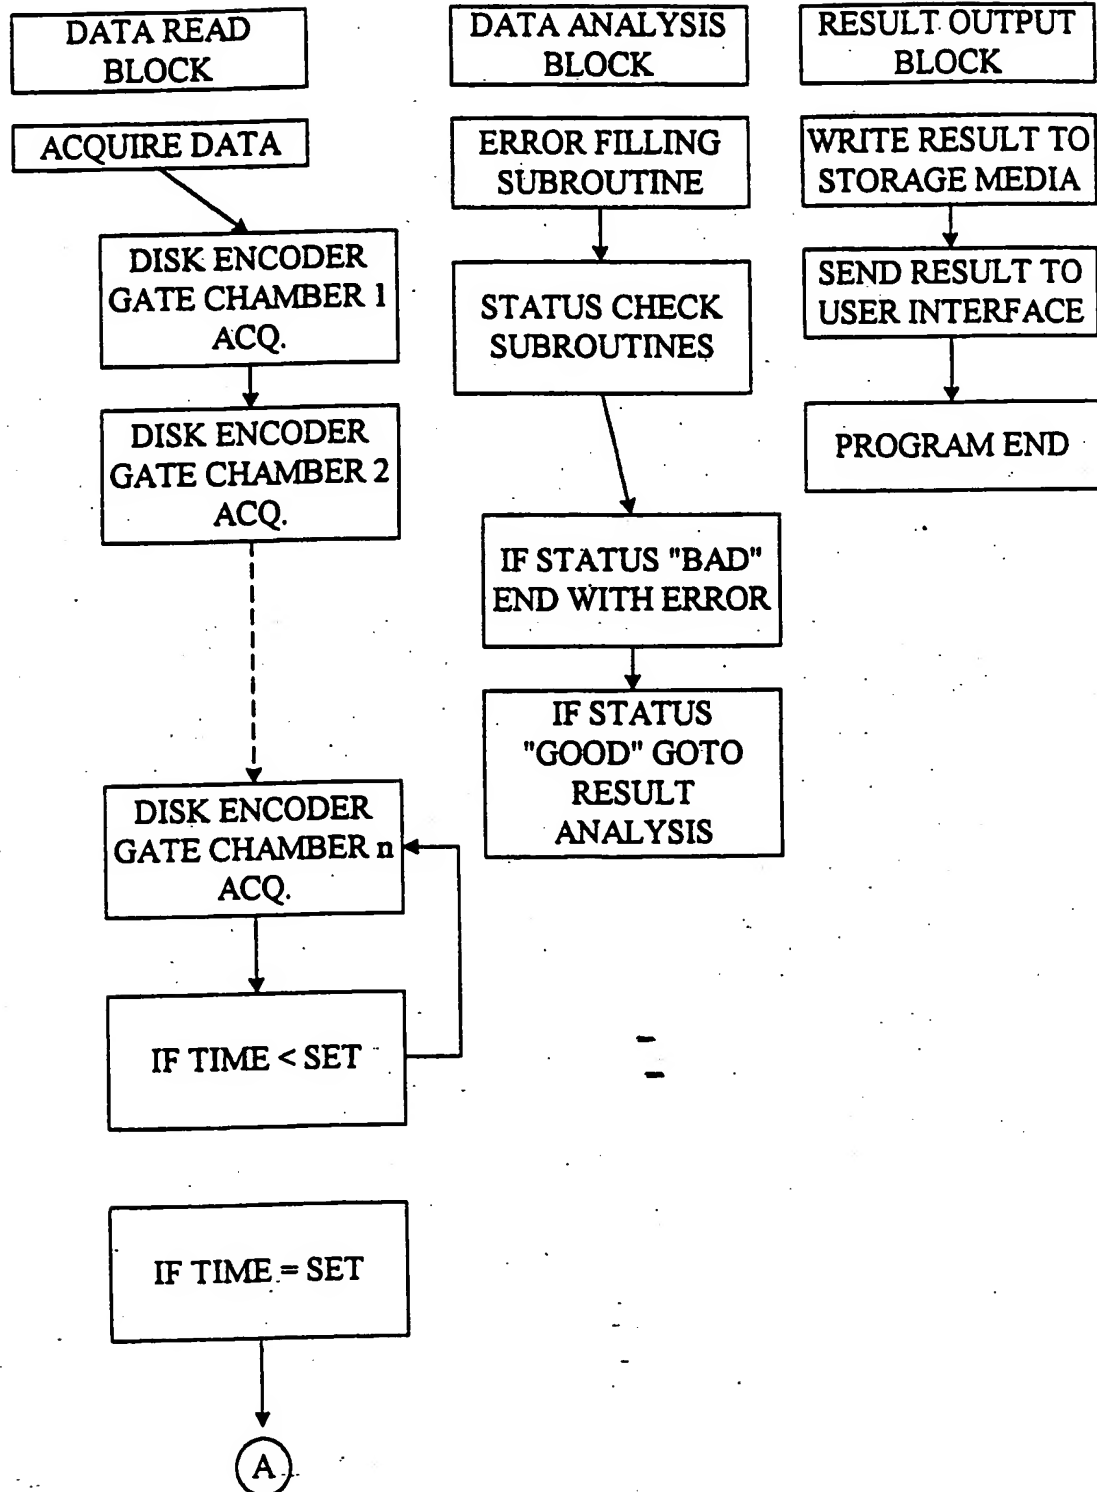 DATA READ
BLOCK
ACQUIRE DATA
DISK ENCODER
GATE CHAMBER 1
ACQ.
DISK ENCODER
GATE CHAMBER 2
ACQ.
DISK ENCODER
GATE CHAMBER n
ACQ.
IF TIME < SET
IF TIME = SET
A
DATA ANALYSIS
BLOCK
ERROR FILLING
SUBROUTINE
STATUS CHECK
SUBROUTINES
IF STATUS "BAD"
END WITH ERROR
IF STATUS
"GOOD" GOTO
RESULT
ANALYSIS
RESULT OUTPUT
BLOCK
WRITE RESULT TO
STORAGE MEDIA
SEND RESULT TO
USER INTERFACE
PROGRAM END